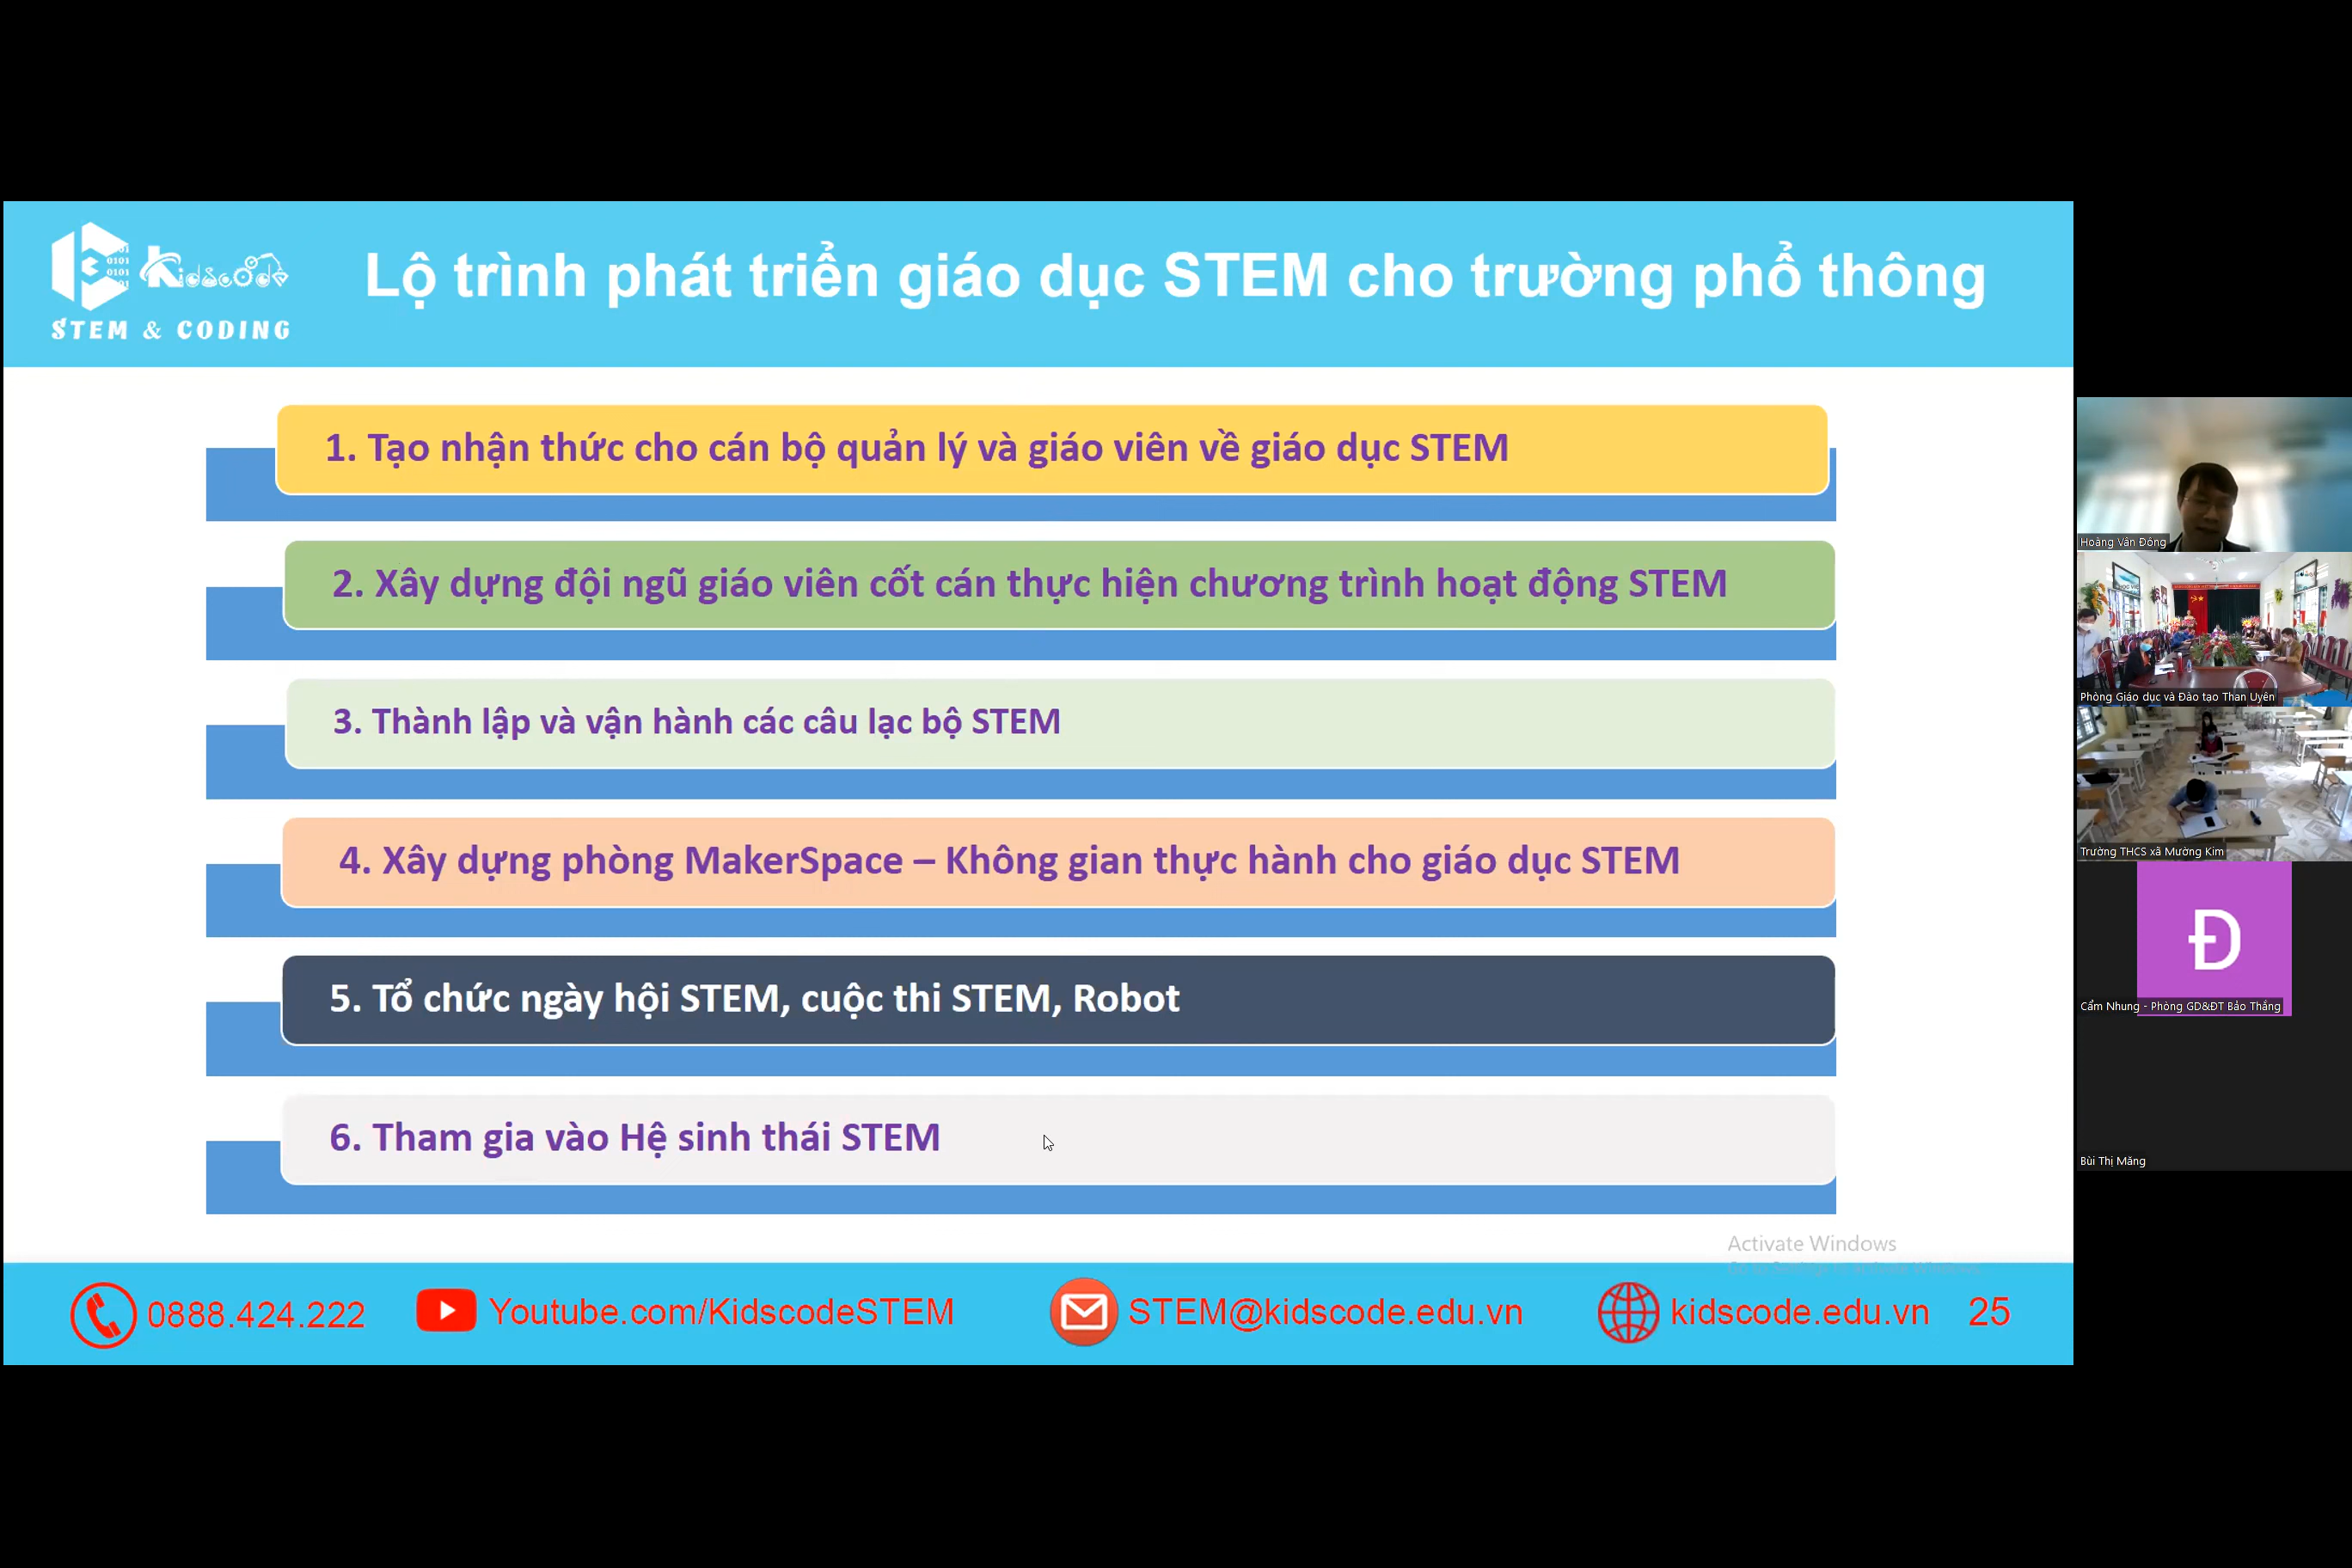 Kidscode
STEM & CODING
Lộ trình phát triển giáo dục STEM cho trường phổ thông
1. Tạo nhận thức cho cán bộ quản lý và giáo viên về giáo dục STEM
2. Xây dựng đội ngũ giáo viên cốt cán thực hiện chương trình hoạt động STEM
3. Thành lập và vận hành các câu lạc bộ STEM
4. Xây dựng phòng MakerSpace – Không gian thực hành cho giáo dục STEM
5. Tổ chức ngày hội STEM, cuộc thi STEM, Robot
6. Tham gia vào Hệ sinh thái STEM
Activate Windows
0888.424.222
Youtube.com/KidscodeSTEM
STEM@kidscode.edu.vn
kidscode.edu.vn
25
Hoàng Vân Đông
Phòng Giáo dục và Đào tạo Than Uyên
Trường THCS xã Mường Kim
Đ
Cẩm Nhung - Phòng GD&ĐT Bảo Thắng
Bùi Thị Măng